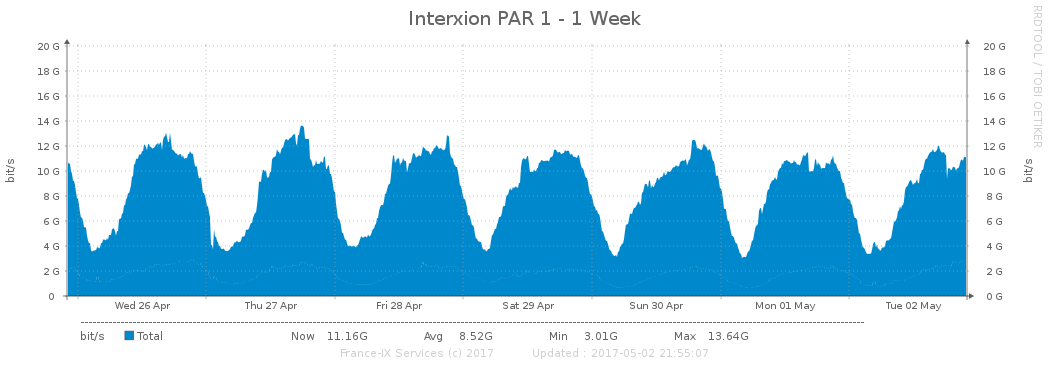 Interxion PAR 1 - 1 Week
RRDTOOL / TOBI OETIKER
20 G 20 G
18 G 18 G
16 G 16 G
14 G 14 G
12 G 12 G
10 G 10 G
8 G 8 G
6 G 6 G
4 G 4 G
2 G 2 G
0 0 G
bit/s bit/s
Wed 26 Apr Thu 27 Apr Fri 28 Apr Sat 29 Apr Sun 30 Apr Mon 01 May Tue 02 May
bit/s Total Now 11.16G Avg 8.52G Min 3.01G Max 13.64G
France-IX Services (c) 2017 Updated : 2017-05-02 21:55:07